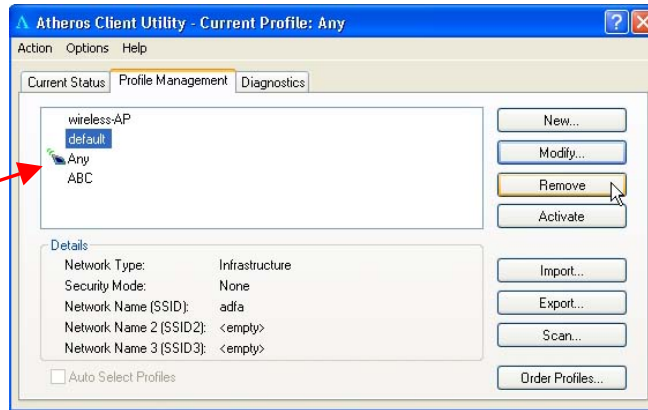 Atheros Client Utility - Current Profile: Any
Action Options Help
Current Status Profile Management Diagnostics
wireless-AP
default
Any
ABC
New...
Modify...
Remove
Activate
Details
Network Type: Infrastructure
Security Mode: None
Network Name (SSID): adfa
Network Name 2 (SSID2): <empty>
Network Name 3 (SSID3): <empty>
Import...
Export...
Scan...
Auto Select Profiles
Order Profiles...